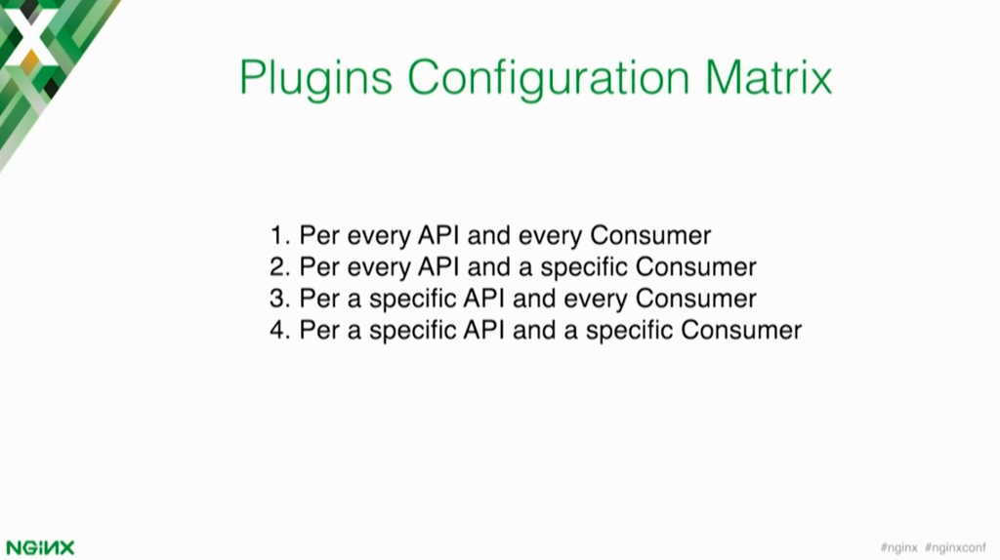 Plugins Configuration Matrix
1. Per every API and every Consumer
2. Per every API and a specific Consumer
3. Per a specific API and every Consumer
4. Per a specific API and a specific Consumer
NGiNX
#nginx #nginxconf